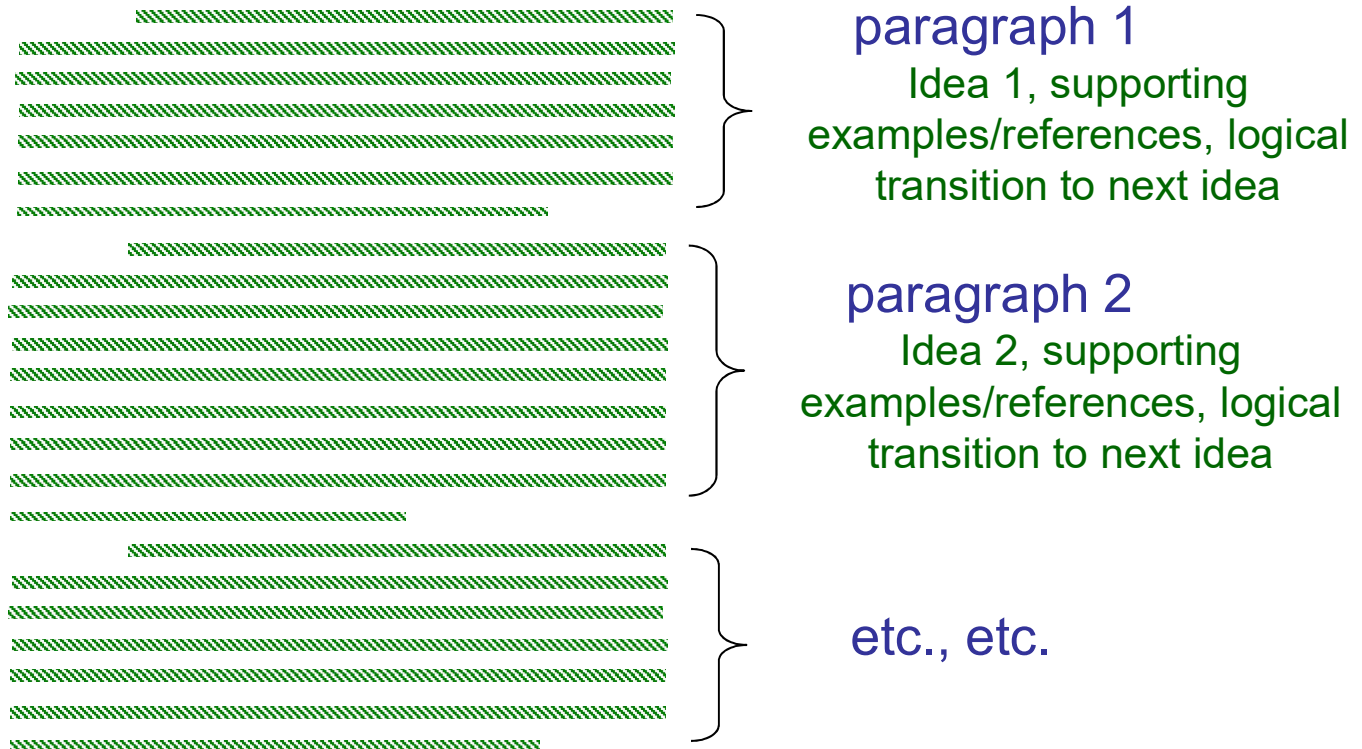 paragraph 1
Idea 1, supporting
examples/references, logical
transition to next idea
paragraph 2
Idea 2, supporting
examples/references, logical
transition to next idea
etc., etc.